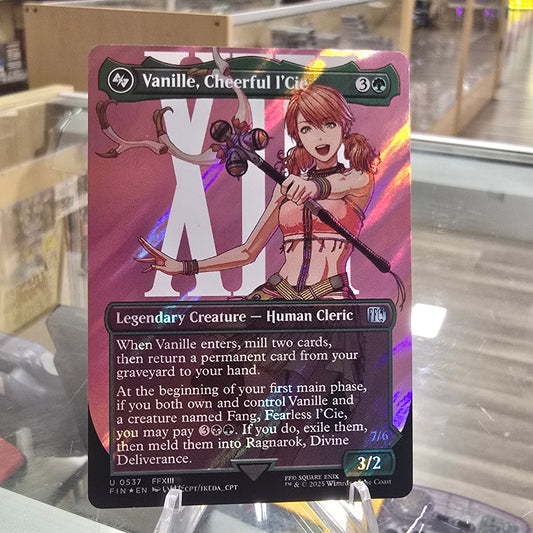 XIII
Vanille, Cheerful l'Cie 3
Legendary Creature — Human Cleric
When Vanille enters, mill two cards,
then return a permanent card from your
graveyard to your hand.
At the beginning of your first main phase,
if you both own and control Vanille and
a creature named Fang, Fearless l'Cie,
you may pay 3. If you do, exile them,
then meld them into Ragnarok, Divine
Deliverance.
7/6
3/2
U 0537 FFXIII
FIN★EN CPT/IKEDA_CPT
FF© SQUARE ENIX
™ & © 2025 Wizards of the Coast